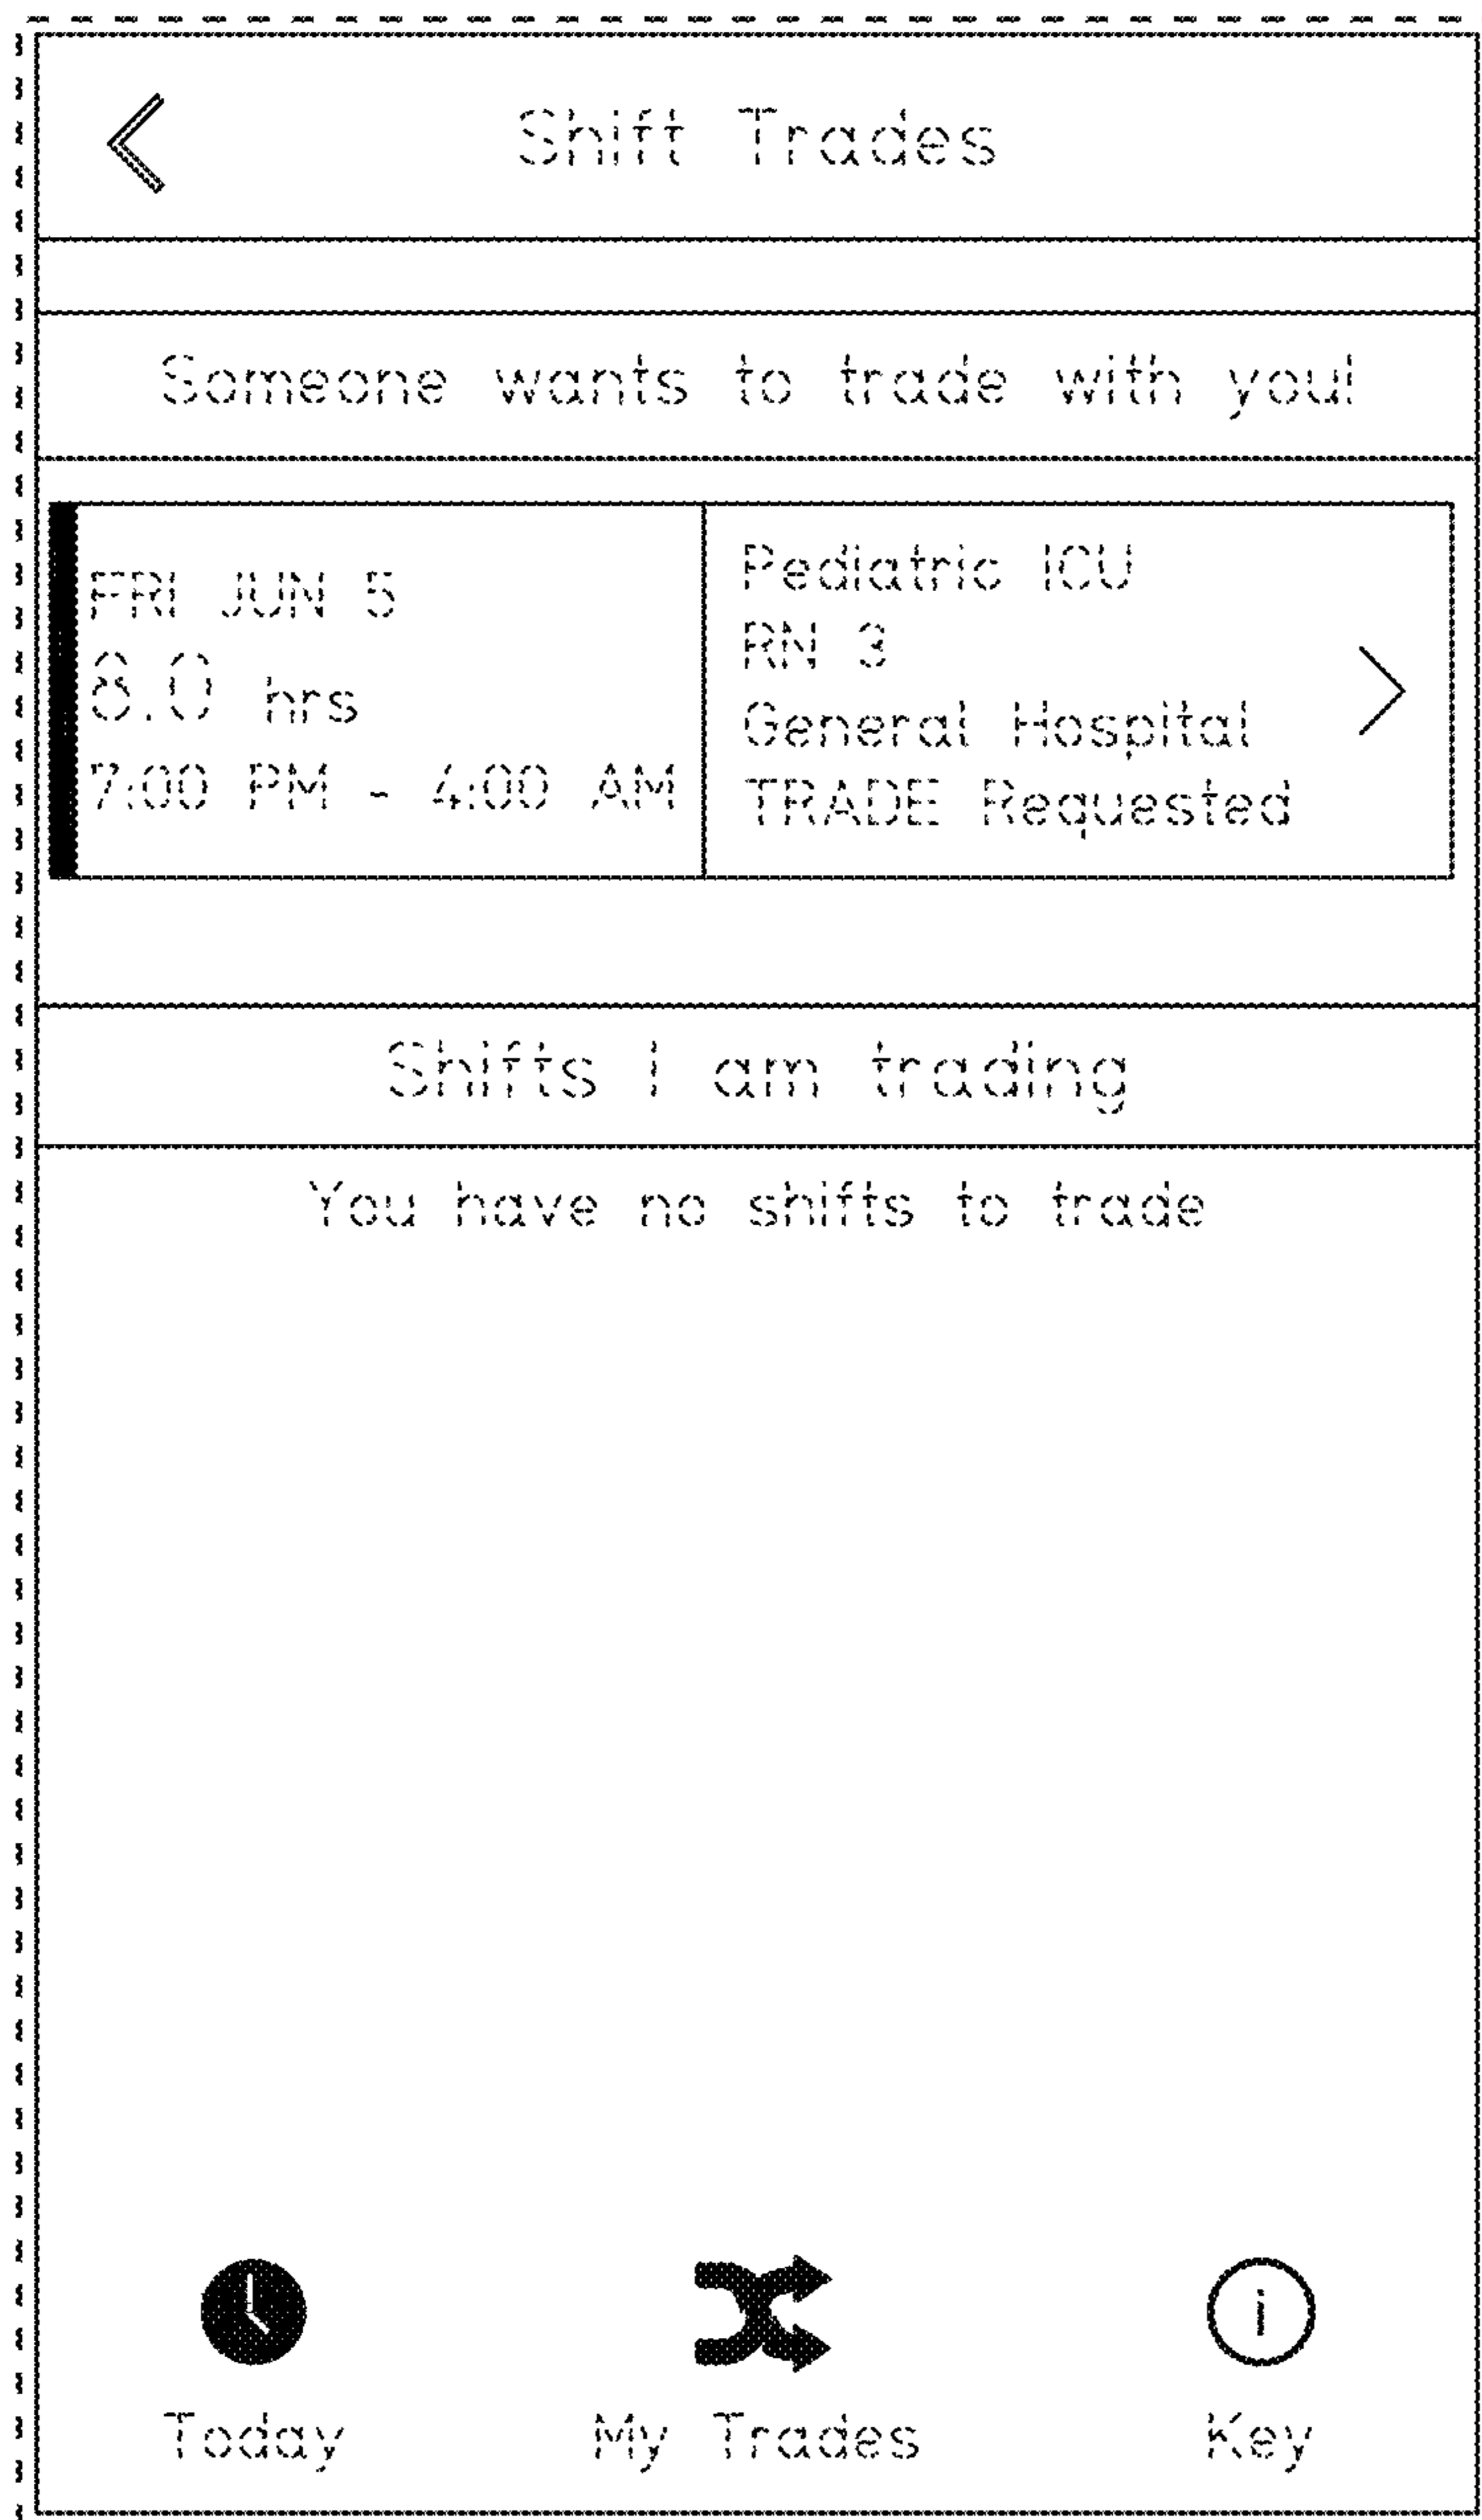 Shift Trades
Someone wants to trade with you!
FRI JUN 5
8.0 hrs
7:00 PM - 4:00 AM
Pediatric ICU
RN 3
General Hospital
TRADE Requested
Shifts I am trading
You have no shifts to trade
i
Today
My Trades
Key